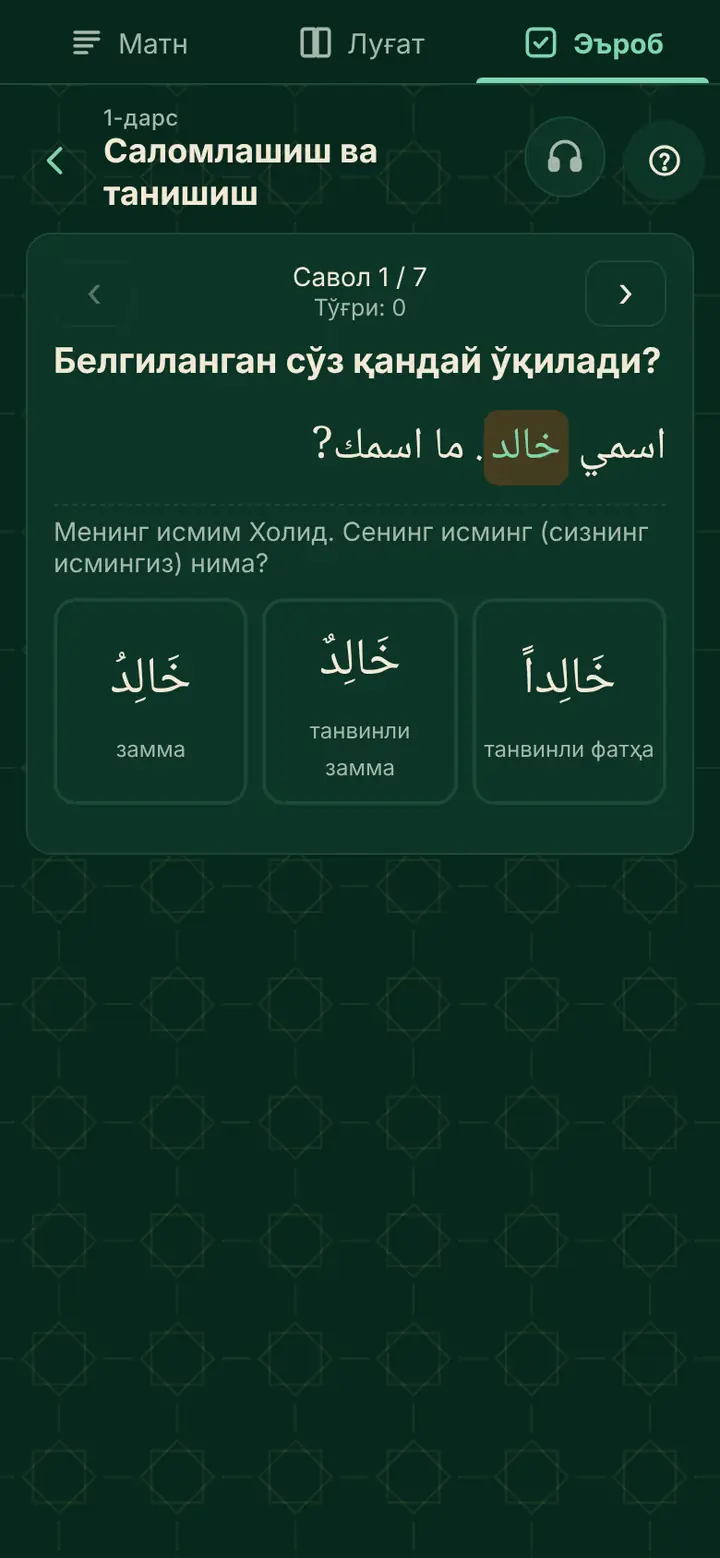 Матн
Луғат
Эъроб
1-дарс
Саломлашиш ва
танишиш
Савол 1 / 7
Тўғри: 0
Белгиланган сўз қандай ўқилади?
اسمي خالد. ما اسمك?
Менинг исмим Холид. Сенинг исминг (сизнинг
исмингиз) нима?
خَالِدُ
замма
خَالِدٌ
танвинли
замма
خَالِداً
танвинли фатҳа